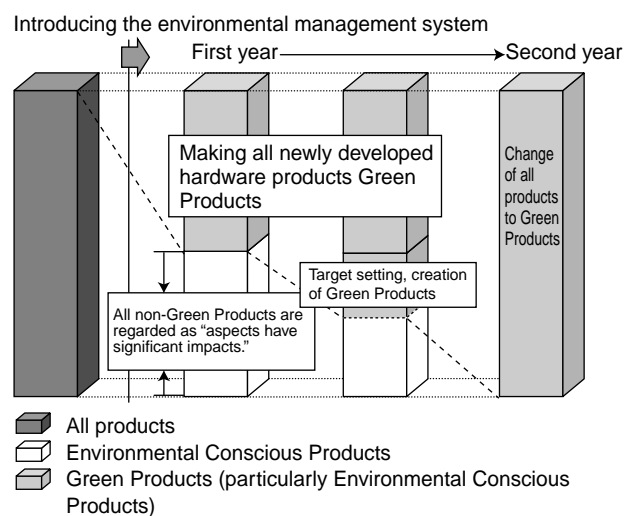 Introducing the environmental management system
First year
Second year
Making all newly developed
hardware products Green
Products
Change
of all
products
to Green
Products
Target setting, creation
of Green Products
All non-Green Products are
regarded as “aspects have
significant impacts.”
All products
Environmental Conscious Products
Green Products (particularly Environmental Conscious
Products)